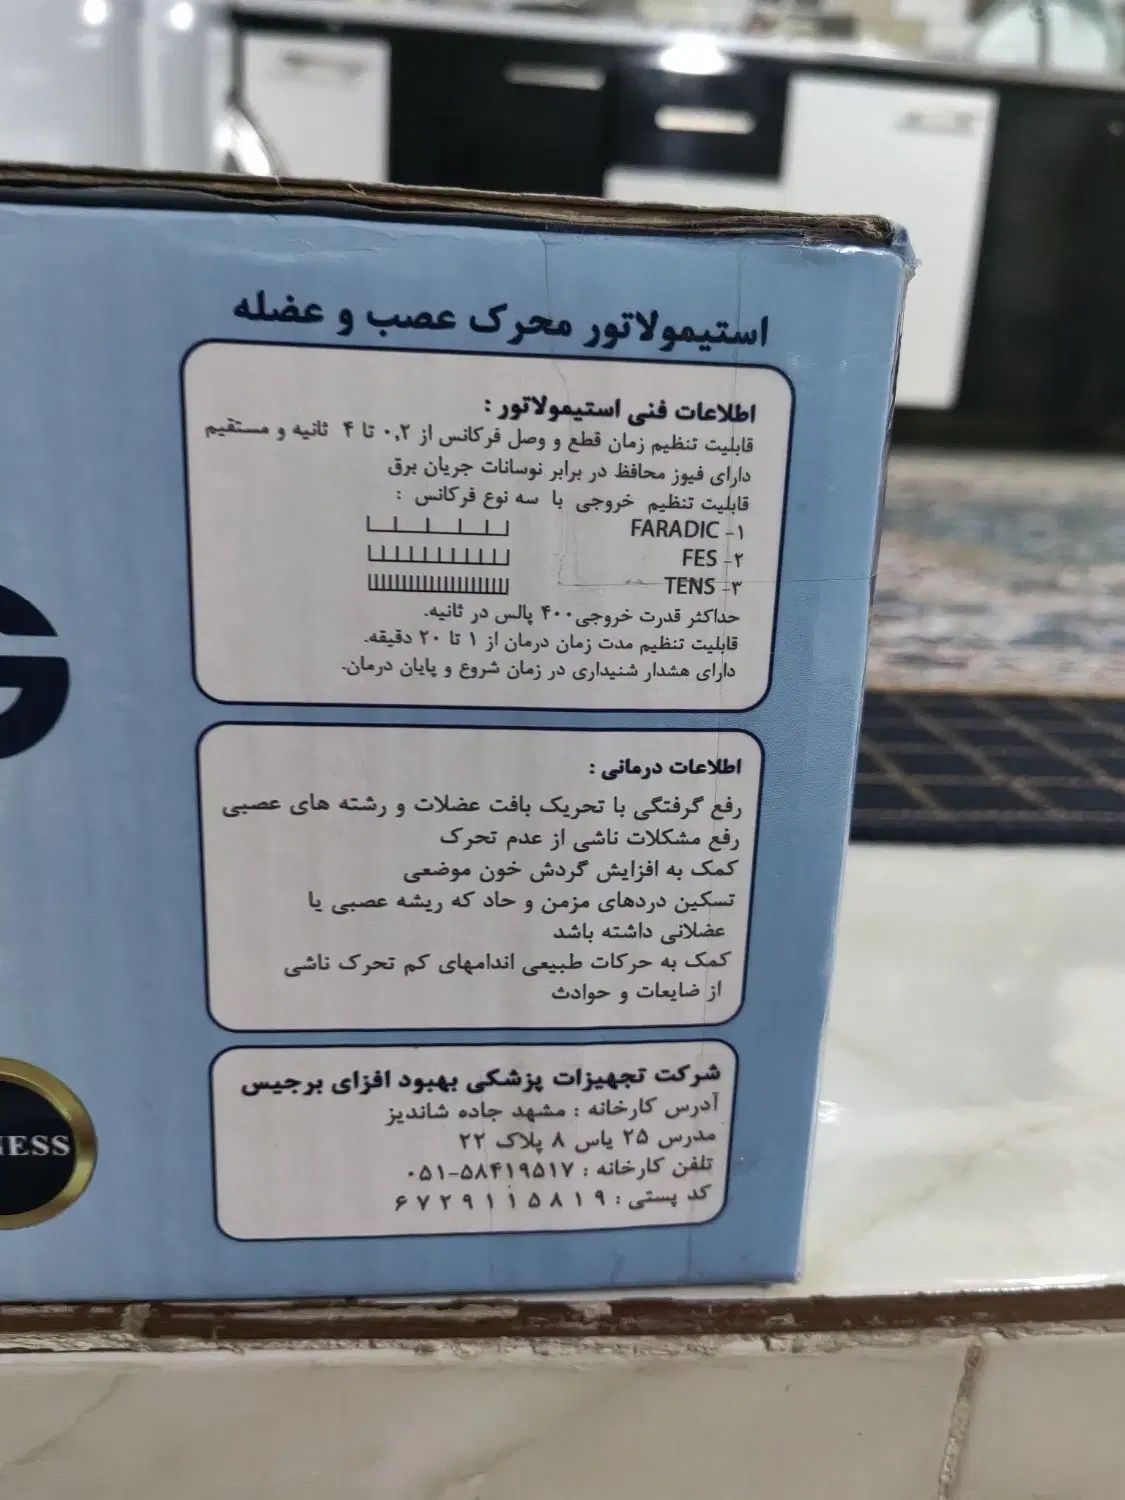 استیمولاتور محرک عصب و عضله
اطلاعات فنی استیمولاتور :
قابلیت تنظیم زمان قطع و وصل فرکانس از ۰,۲ تا ۴ ثانیه و مستقیم
دارای فیوز محافظ در برابر نوسانات جریان برق
قابلیت تنظیم خروجی با سه نوع فرکانس :
۱- FARADIC
۲- FES
۳- TENS
حداکثر قدرت خروجی۴۰۰ پالس در ثانیه.
قابلیت تنظیم مدت زمان درمان از ۱ تا ۲۰ دقیقه.
دارای هشدار شنیداری در زمان شروع و پایان درمان.
اطلاعات درمانی :
رفع گرفتگی با تحریک بافت عضلات و رشته های عصبی
رفع مشکلات ناشی از عدم تحرک
کمک به افزایش گردش خون موضعی
تسکین دردهای مزمن و حاد که ریشه عصبی یا
عضلانی داشته باشد
کمک به حرکات طبیعی اندامهای کم تحرک ناشی
از ضایعات و حوادث
شرکت تجهیزات پزشکی بهبود افزای برجیس
آدرس کارخانه : مشهد جاده شاندیز
مدرس ۲۵ یاس ۸ پلاک ۲۲
تلفن کارخانه : ۰۵۱-۵۸۴۱۹۵۱۷
کد پستی : ۶۷۲۹۱۱۵۸۱۹